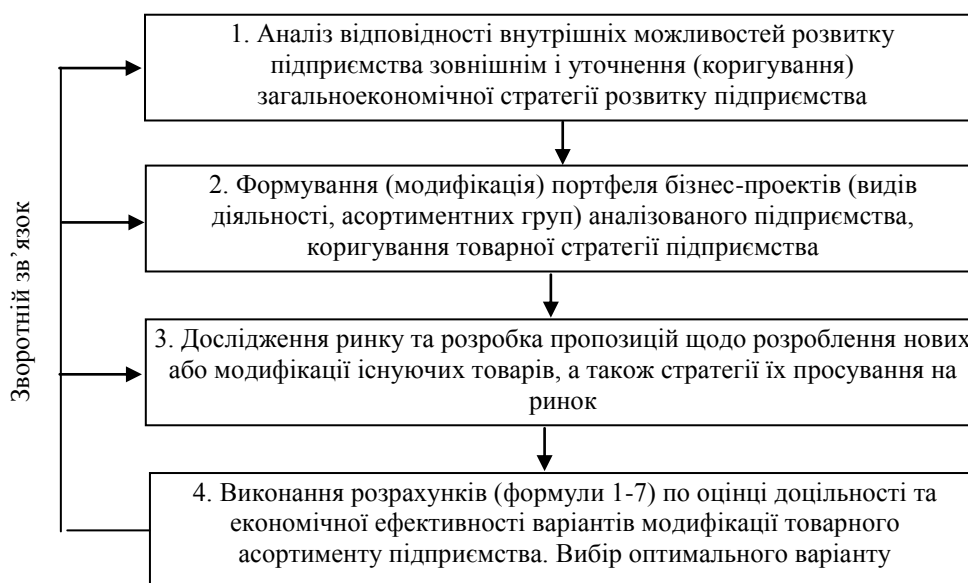 Зворотній зв’язок
1. Аналіз відповідності внутрішніх можливостей розвитку
підприємства зовнішнім і уточнення (коригування)
загальноекономічної стратегії розвитку підприємства
2. Формування (модифікація) портфеля бізнес-проектів (видів
діяльності, асортиментних груп) аналізованого підприємства,
коригування товарної стратегії підприємства
3. Дослідження ринку та розробка пропозицій щодо розроблення нових
або модифікації існуючих товарів, а також стратегії їх просування на
ринок
4. Виконання розрахунків (формули 1-7) по оцінці доцільності та
економічної ефективності варіантів модифікації товарного
асортименту підприємства. Вибір оптимального варіанту